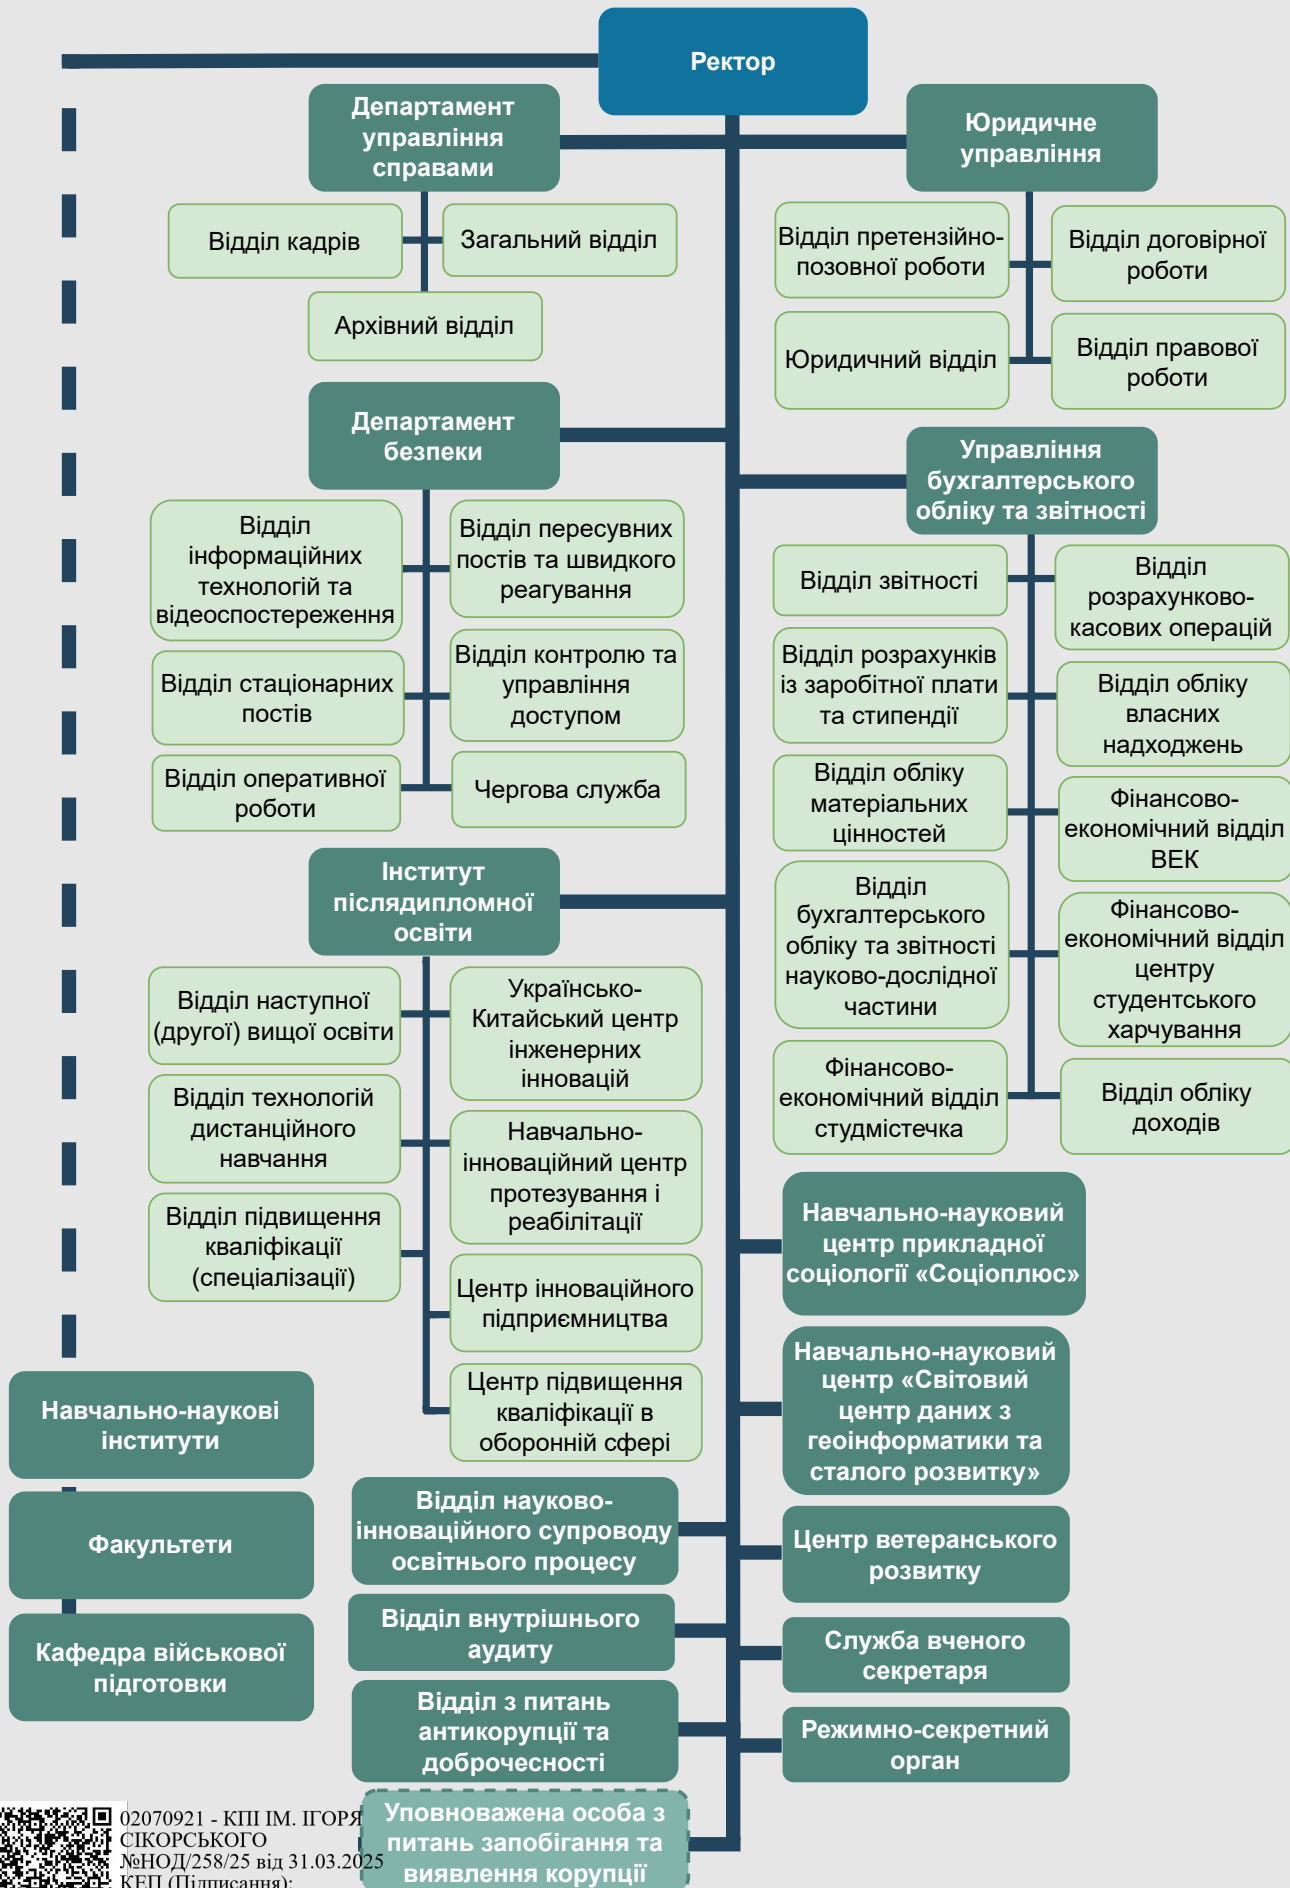 Ректор
Департамент
управління
справами
Юридичне
управління
Відділ кадрів
Загальний відділ
Архівний відділ
Відділ претензійно-
позовної роботи
Відділ договірної
роботи
Юридичний відділ
Відділ правової
роботи
Департамент
безпеки
Відділ
інформаційних
технологій та
відеоспостереження
Відділ пересувних
постів та швидкого
реагування
Відділ стаціонарних
постів
Відділ контролю та
управління
доступом
Відділ оперативної
роботи
Чергова служба
Управління
бухгалтерського
обліку та звітності
Відділ звітності
Відділ
розрахунково-
касових операцій
Відділ розрахунків
із заробітної плати
та стипендії
Відділ обліку
власних
надходжень
Відділ обліку
матеріальних
цінностей
Фінансово-
економічний відділ
ВЕК
Відділ
бухгалтерського
обліку та звітності
науково-дослідної
частини
Фінансово-
економічний відділ
центру
студентського
харчування
Фінансово-
економічний відділ
студмістечка
Відділ обліку
доходів
Інститут
післядипломної
освіти
Відділ наступної
(другої) вищої освіти
Українсько-
Китайський центр
інженерних
інновацій
Відділ технологій
дистанційного
навчання
Навчально-
інноваційний центр
протезування і
реабілітації
Відділ підвищення
кваліфікації
(спеціалізації)
Центр інноваційного
підприємництва
Центр підвищення
кваліфікації в
оборонній сфері
Навчально-науковий
центр прикладної
соціології «Соціоплюс»
Навчально-науковий
центр «Світовий
центр даних з
геоінформатики та
сталого розвитку»
Навчально-наукові
інститути
Факультети
Кафедра військової
підготовки
Відділ науково-
інноваційного супроводу
освітнього процесу
Центр ветеранського
розвитку
Відділ внутрішнього
аудиту
Служба вченого
секретаря
Відділ з питань
антикорупції та
доброчесності
Режимно-секретний
орган
Уповноважена особа з
питань запобігання та
виявлення корупції
02070921 - КПІ ІМ. ІГОРЯ
СІКОРСЬКОГО
№НОД/258/25 від 31.03.2025
КЕП (Підписання):